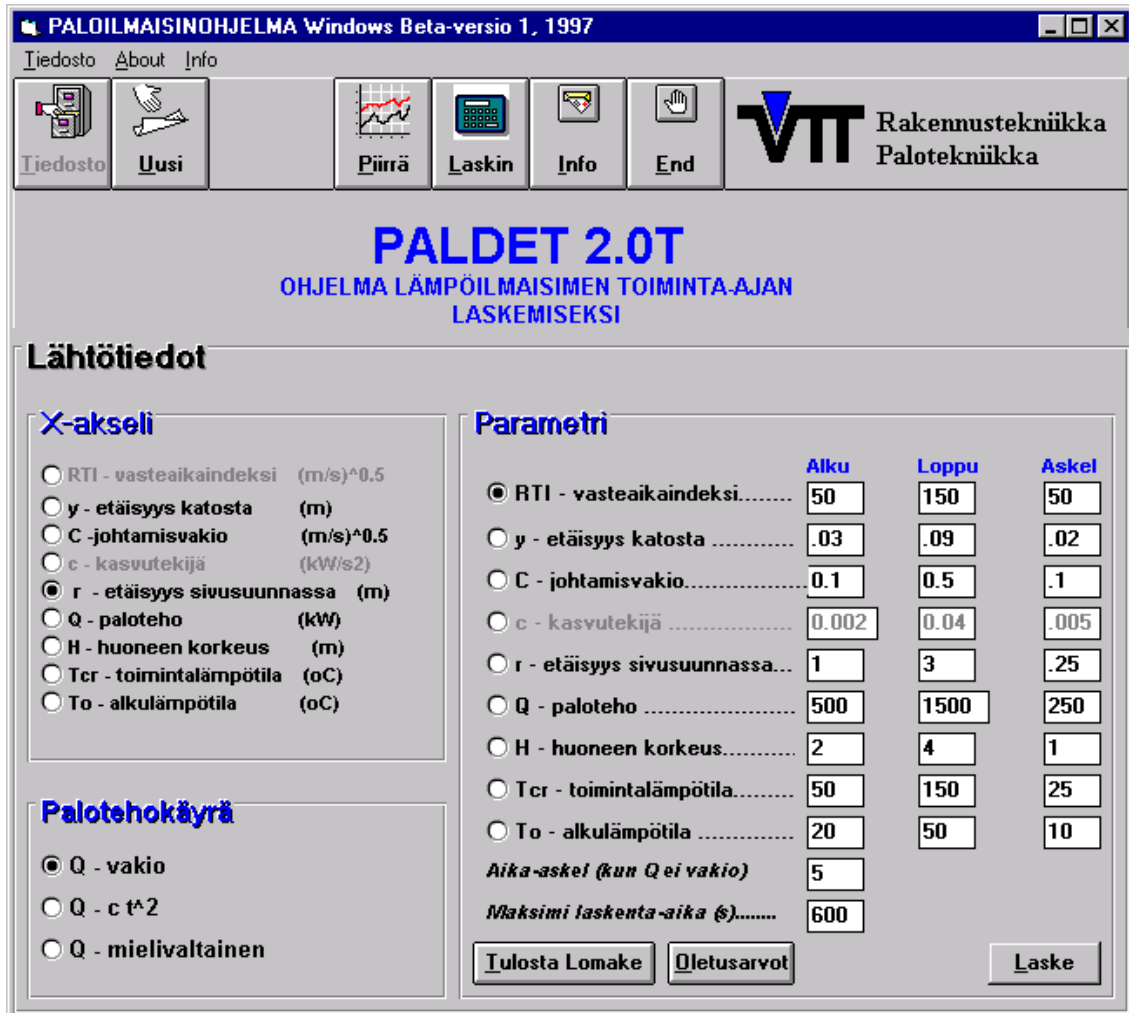 PALOILMAISINOHJELMA Windows Beta-versio 1, 1997
Tiedosto About Info
Tiedosto Uusi Piirrä Laskin Info End
VTT Rakennustekniikka
Palotekniikka
PALDET 2.0T
OHJELMA LÄMPÖILMAISIMEN TOIMINTA-AJAN
LASKEMISEKSI
Lähtötiedot
X-akseli
RTI - vasteaikaindeksi (m/s)^0.5
y - etäisyys katosta (m)
C -johtamisvakio (m/s)^0.5
c - kasvutekijä (kW/s2)
r - etäisyys sivusuunnassa (m)
Q - paloteho (kW)
H - huoneen korkeus (m)
Tcr - toimintalämpötila (oC)
To - alkulämpötila (oC)
Palotehokäyrä
Q - vakio
Q - c t^2
Q - mielivaltainen
Parametri
Alku Loppu Askel
RTI - vasteaikaindeksi........ 50 150 50
y - etäisyys katosta ............ .03 .09 .02
C - johtamisvakio................ 0.1 0.5 .1
c - kasvutekijä .................. 0.002 0.04 .005
r - etäisyys sivusuunnassa... 1 3 .25
Q - paloteho ...................... 500 1500 250
H - huoneen korkeus........... 2 4 1
Tcr - toimintalämpötila......... 50 150 25
To - alkulämpötila .............. 20 50 10
Aika-askel (kun Q ei vakio) 5
Maksimi laskenta-aika (s)....... 600
Tulosta Lomake Oletusarvot Laske